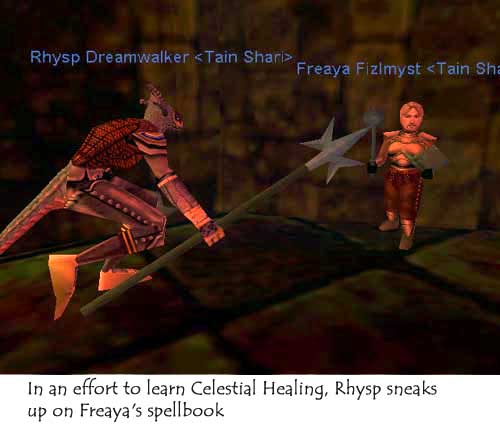 Rhysp Dreamwalker <Tain Shari>
Freaya Fizlmyst <Tain Sha
In an effort to learn Celestial Healing, Rhysp sneaks
up on Freaya's spellbook